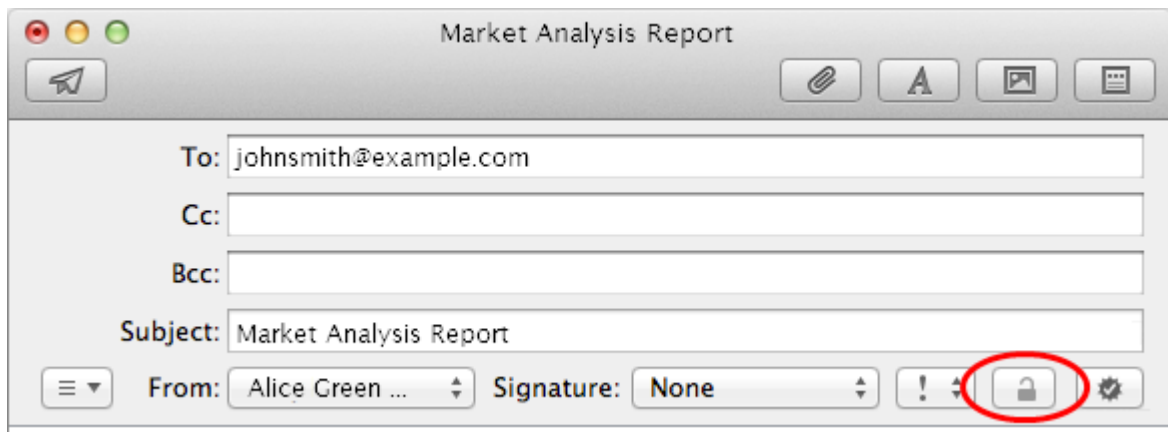 Market Analysis Report
A
To: johnsmith@example.com
Cc:
Bcc:
Subject: Market Analysis Report
From: Alice Green ... Signature: None !